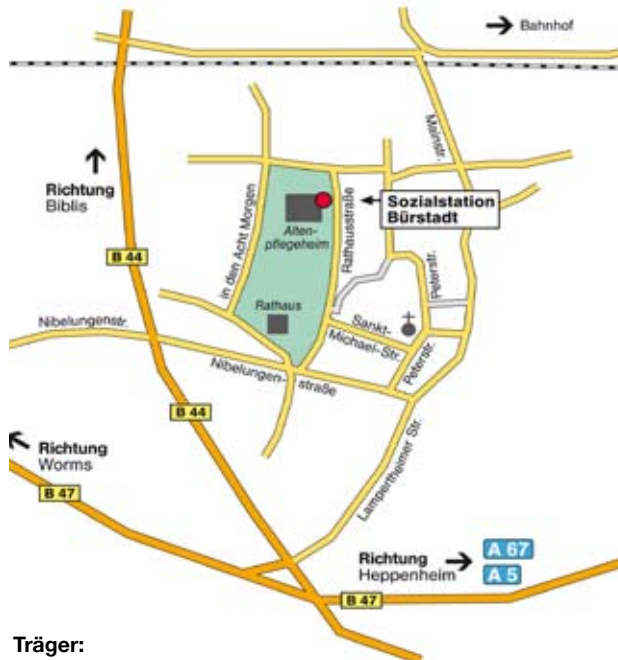 Bahnhof
Mainstr.
Richtung
Biblis
in den Acht Morgen
Rathausstraße
Sozialstation
Bürstadt
Alten-
pflegeheim
B 44
Peterstr.
Rathaus
Sankt-
Michael-Str.
Nibelungenstr.
Nibelungen-
straße
Peterstr.
B 44
Richtung
Worms
B 47
Lampertheimer Str.
Richtung
Heppenheim
A 67
A 5
B 47
Träger: